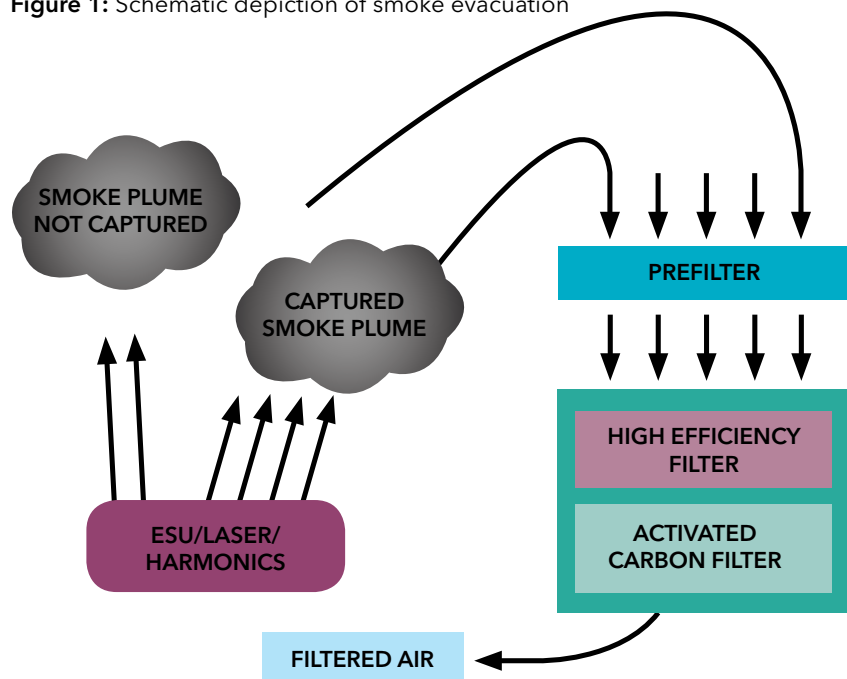 Figure 1: Schematic depiction of smoke evacuation
SMOKE PLUME
NOT CAPTURED
CAPTURED
SMOKE PLUME
PREFILTER
HIGH EFFICIENCY
FILTER
ACTIVATED
CARBON FILTER
ESU/LASER/
HARMONICS
FILTERED AIR